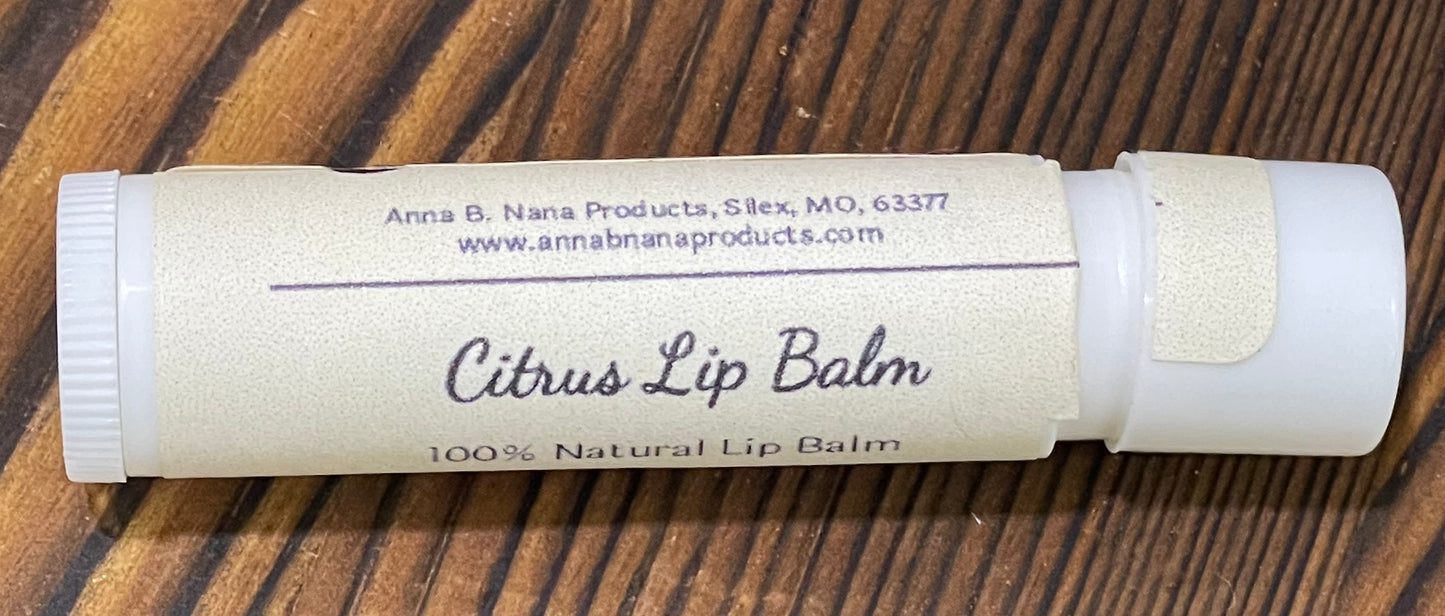 Anna B. Nana Products, Silex, MO, 63377
www.annabnanaproducts.com
Citrus Lip Balm
100% Natural Lip Balm